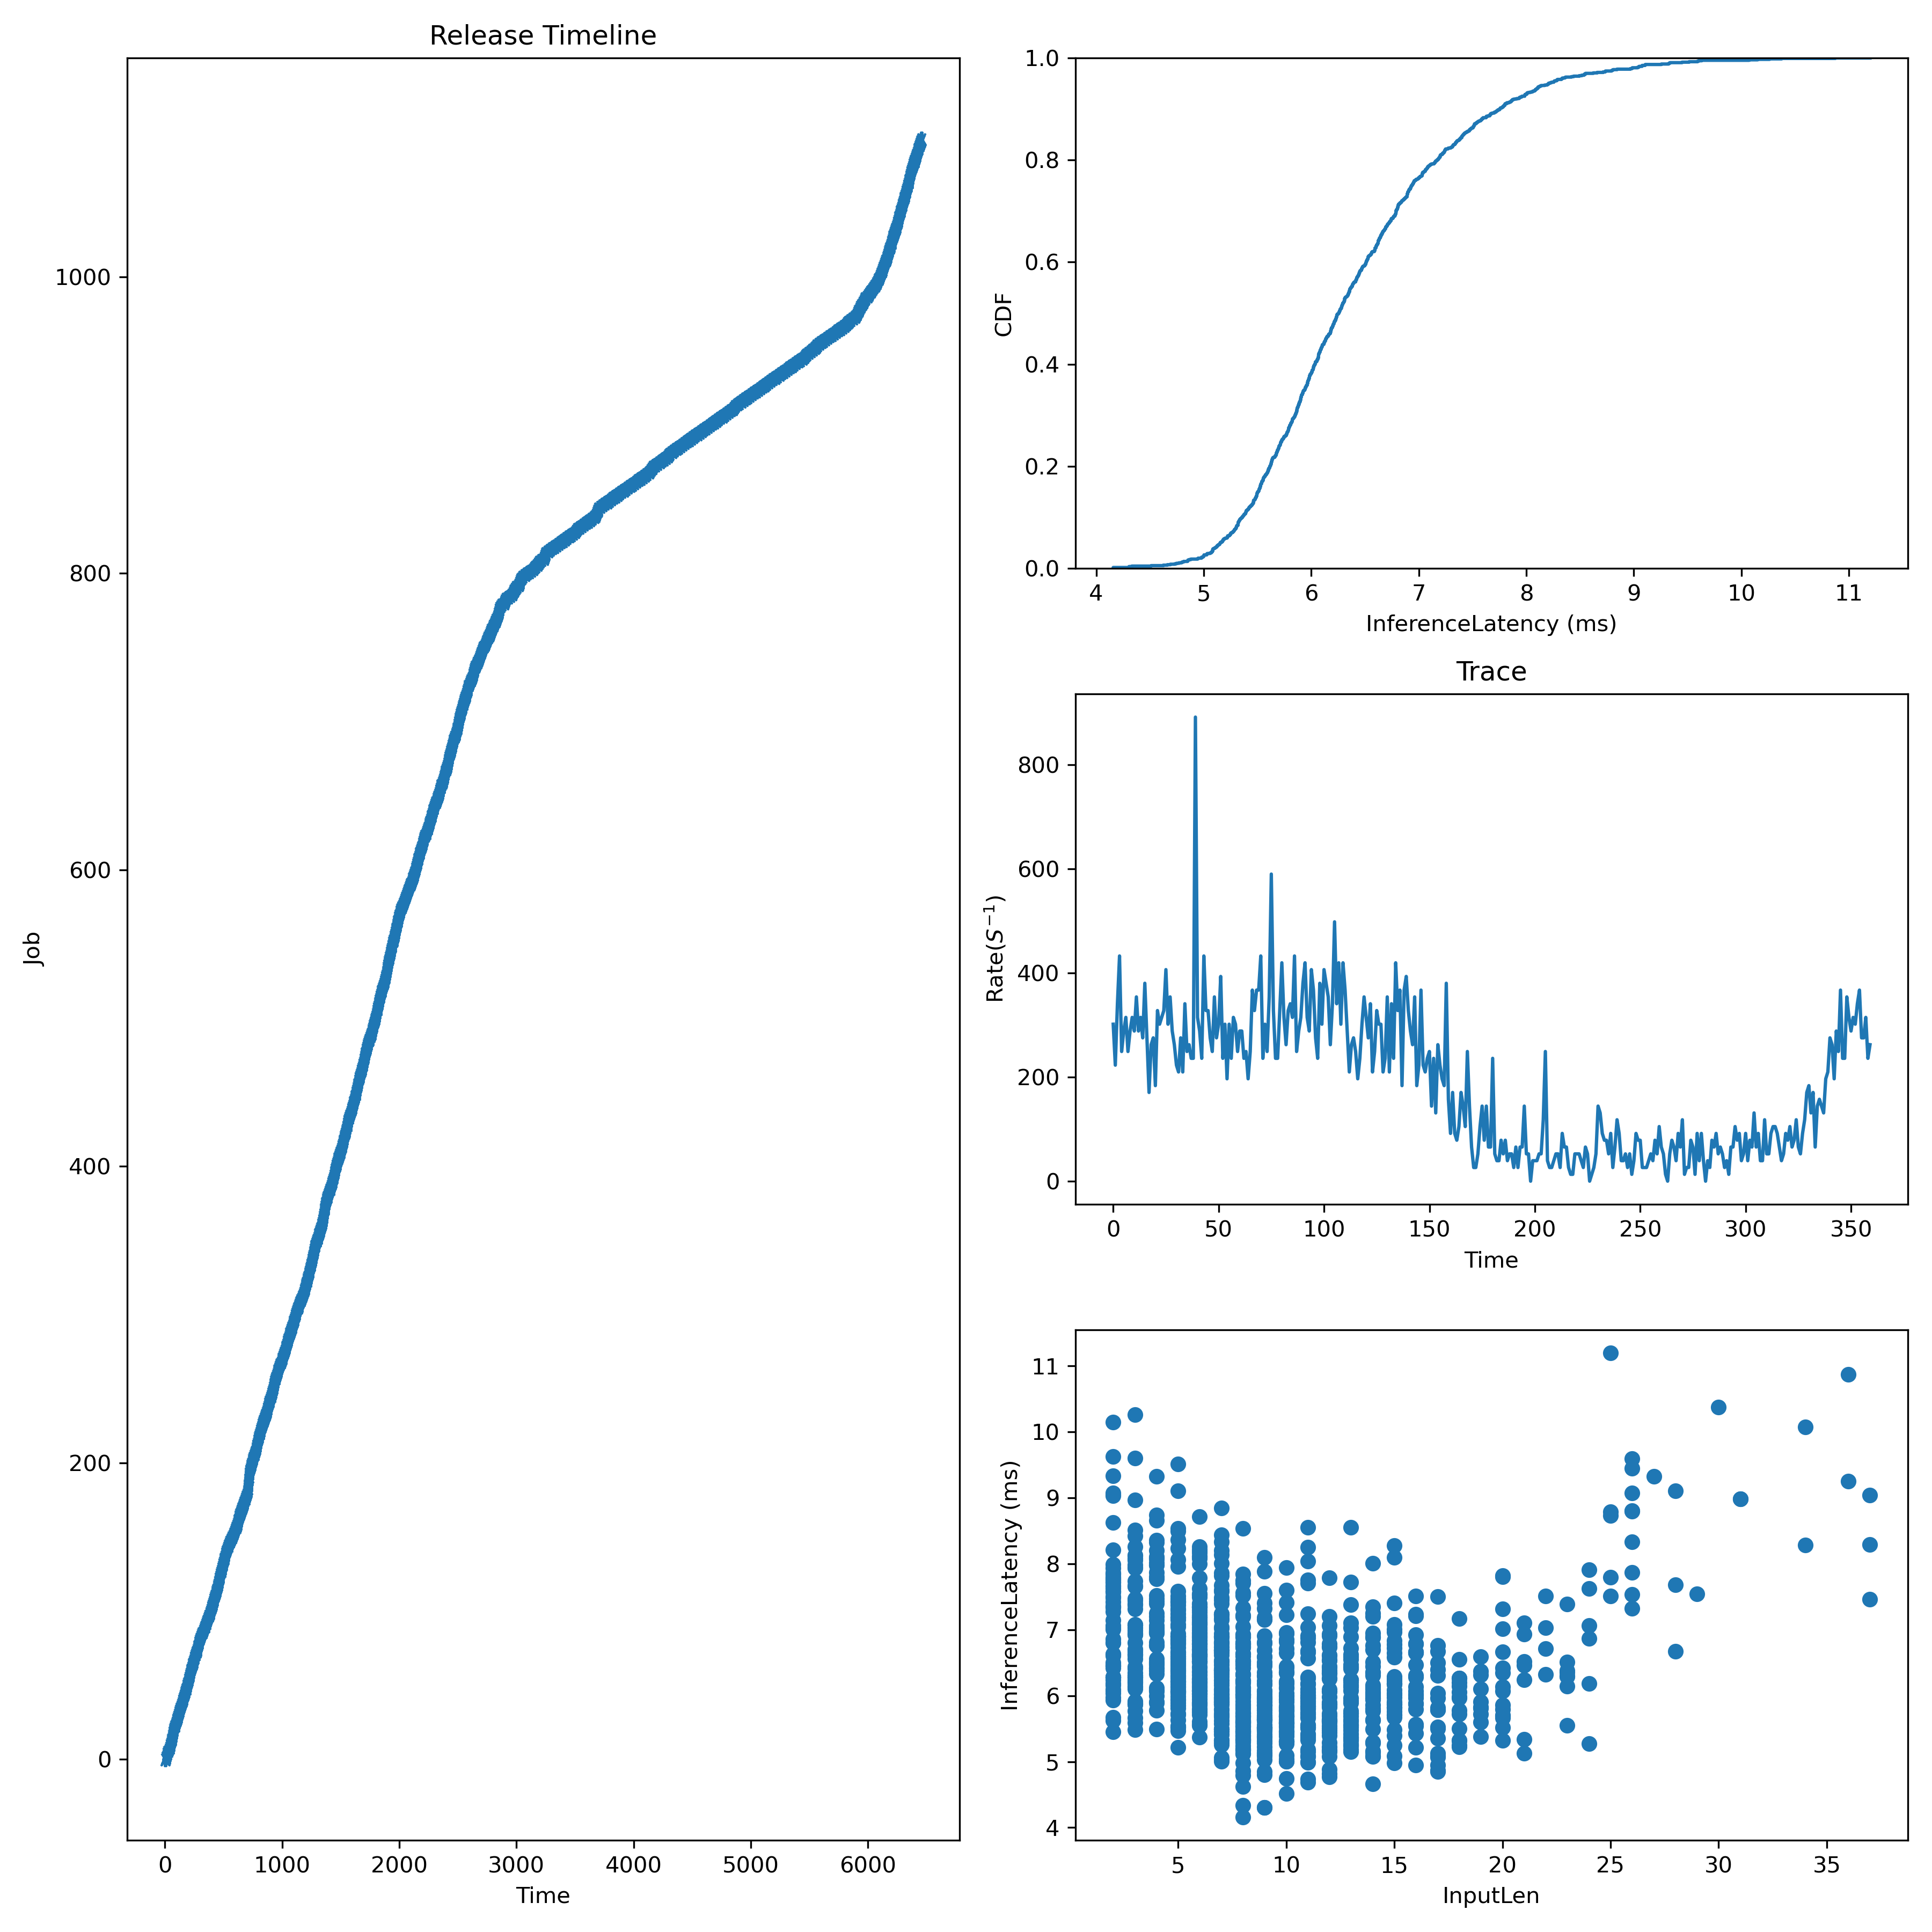 Release Timeline
Job
1000
800
600
400
200
0
0 1000 2000 3000 4000 5000 6000
Time
CDF
1.0
0.8
0.6
0.4
0.2
0.0
4 5 6 7 8 9 10 11
InferenceLatency (ms)
Trace
Rate(S⁻¹)
800
600
400
200
0
0 50 100 150 200 250 300 350
Time
InferenceLatency (ms)
11
10
9
8
7
6
5
4
5 10 15 20 25 30 35
InputLen